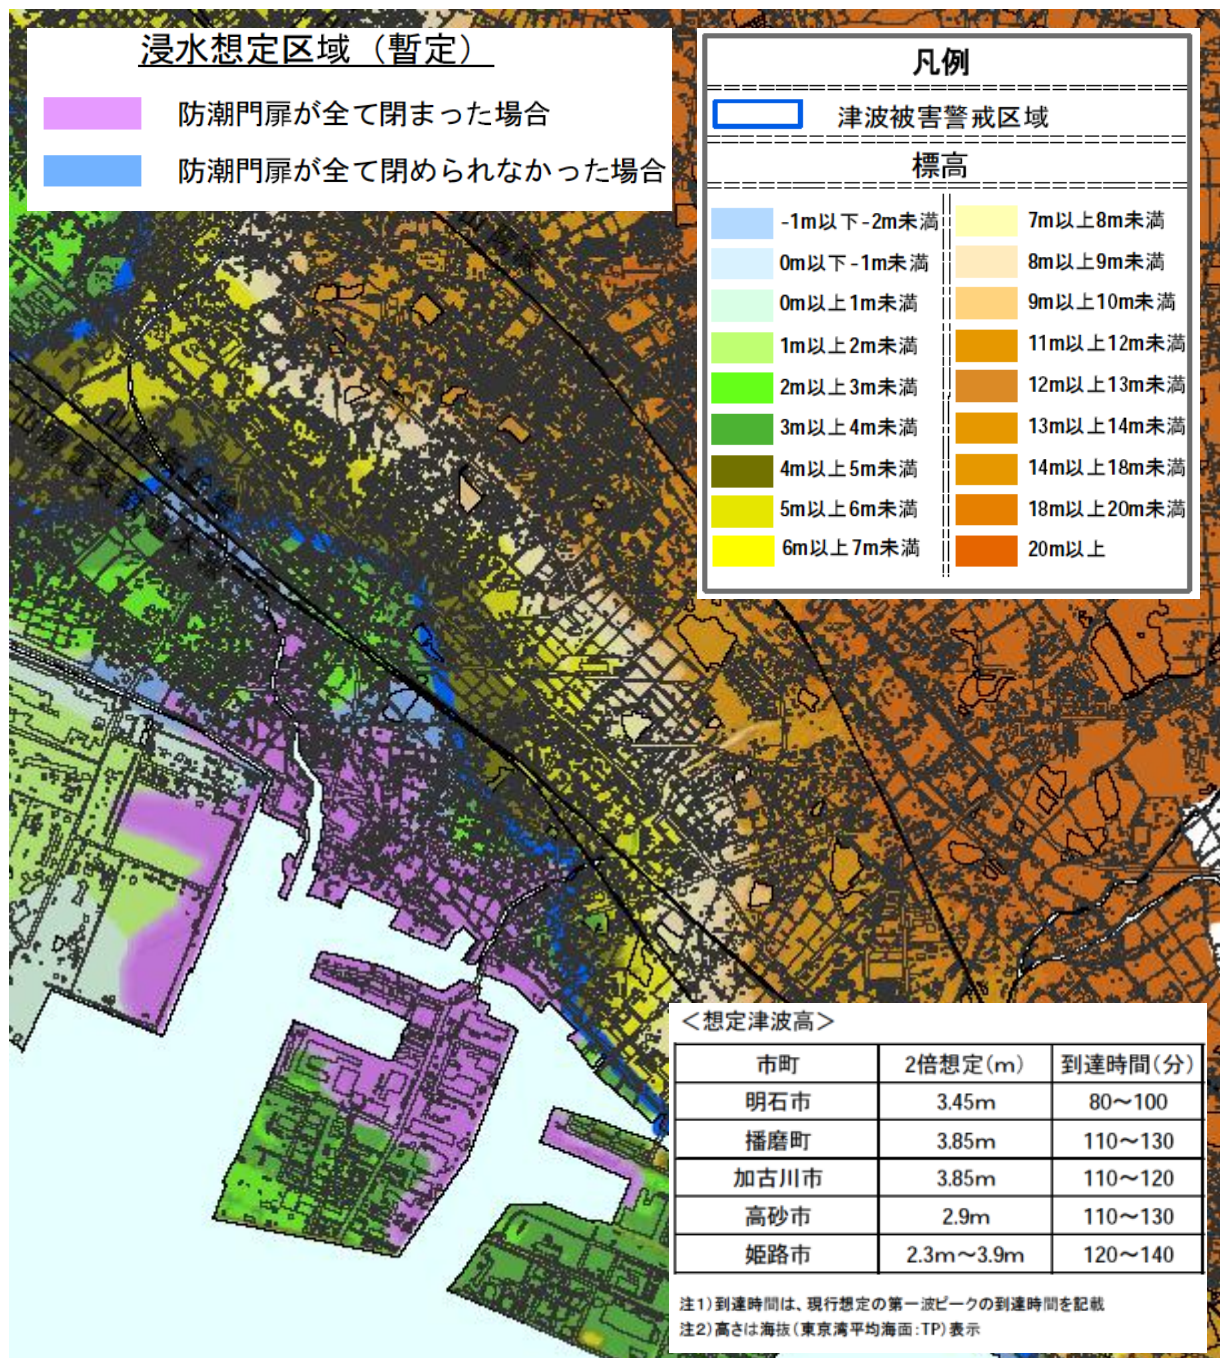 浸水想定区域（暫定）
防潮門扉が全て閉まった場合
防潮門扉が全て閉められなかった場合
凡例
津波被害警戒区域
標高
-1m以下-2m未満
0m以下-1m未満
0m以上1m未満
1m以上2m未満
2m以上3m未満
3m以上4m未満
4m以上5m未満
5m以上6m未満
6m以上7m未満
7m以上8m未満
8m以上9m未満
9m以上10m未満
11m以上12m未満
12m以上13m未満
13m以上14m未満
14m以上18m未満
18m以上20m未満
20m以上
＜想定津波高＞
市町 2倍想定(m) 到達時間(分)
明石市 3.45m 80～100
播磨町 3.85m 110～130
加古川市 3.85m 110～120
高砂市 2.9m 110～130
姫路市 2.3m～3.9m 120～140
注1)到達時間は、現行想定の第一波ピークの到達時間を記載
注2)高さは海抜(東京湾平均海面:TP)表示